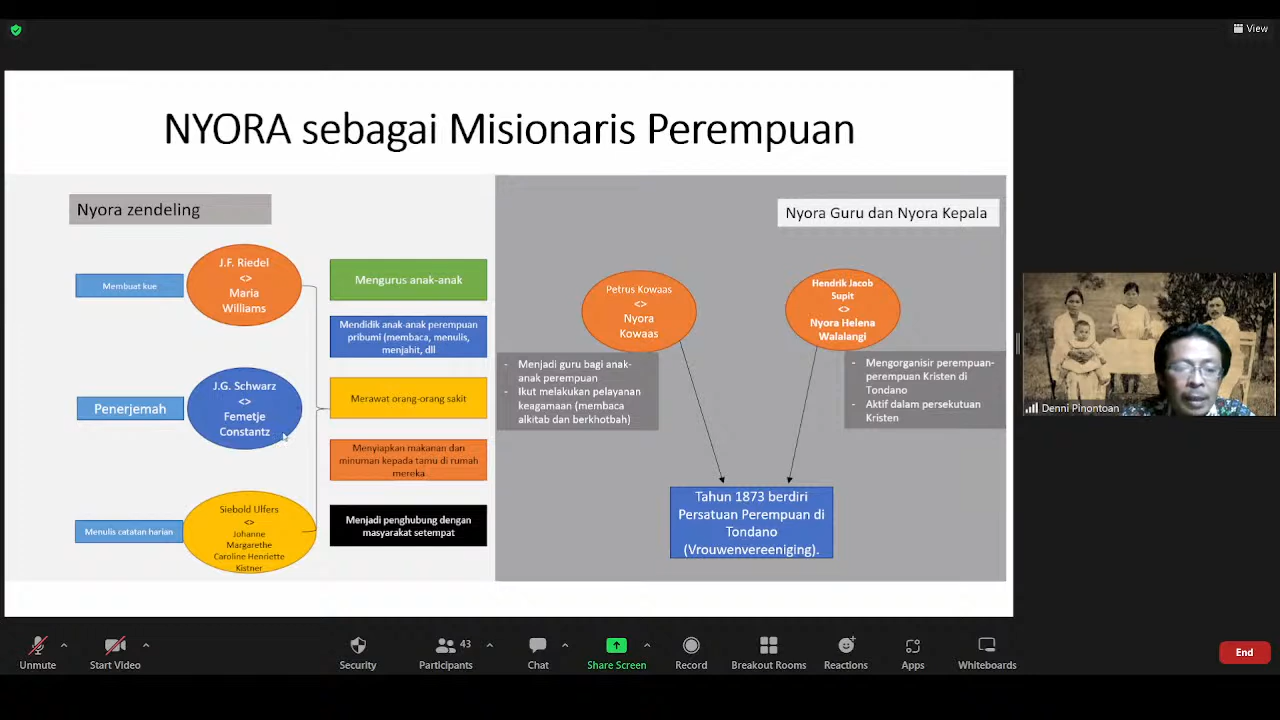 View
NYORA sebagai Misionaris Perempuan
Nyora zendeling
Membuat kue
J.F. Riedel
<>
Maria
Williams
Penerjemah
J.G. Schwarz
<>
Femetje
Constantz
Menulis catatan harian
Siebold Ulfers
<>
Johanne
Margarethe
Caroline Henriette
Kistner
Mengurus anak-anak
Mendidik anak-anak perempuan
pribumi (membaca, menulis,
menjahit, dll
Merawat orang-orang sakit
Menyiapkan makanan dan
minuman kepada tamu di rumah
mereka
Menjadi penghubung dengan
masyarakat setempat
Nyora Guru dan Nyora Kepala
Petrus Kowaas
<>
Nyora
Kowaas
- Menjadi guru bagi anak-
anak perempuan
- Ikut melakukan pelayanan
keagamaan (membaca
alkitab dan berkhotbah)
Hendrik Jacob
Supit
<>
Nyora Helena
Walalangi
- Mengorganisir perempuan-
perempuan Kristen di
Tondano
- Aktif dalam persekutuan
Kristen
Tahun 1873 berdiri
Persatuan Perempuan di
Tondano
(Vrouwenvereeniging).
Denni Pinontoan
Unmute
Start Video
Security
43
Participants
Chat
Share Screen
Record
Breakout Rooms
Reactions
Apps
Whiteboards
End